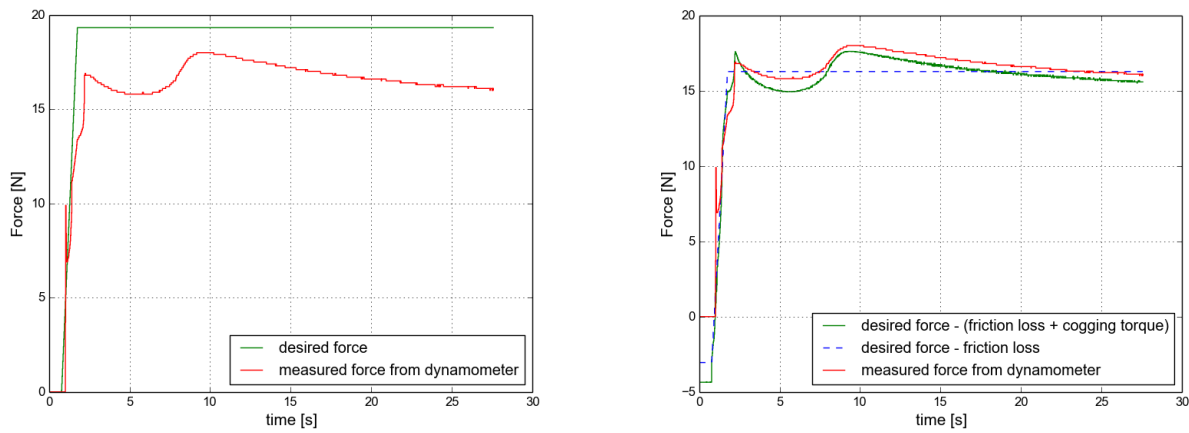 20
15
10
5
0
Force [N]
0
5
10
15
20
25
30
time [s]
desired force
measured force from dynamometer
20
15
10
5
0
−5
Force [N]
0
5
10
15
20
25
30
time [s]
desired force - (friction loss + cogging torque)
desired force - friction loss
measured force from dynamometer